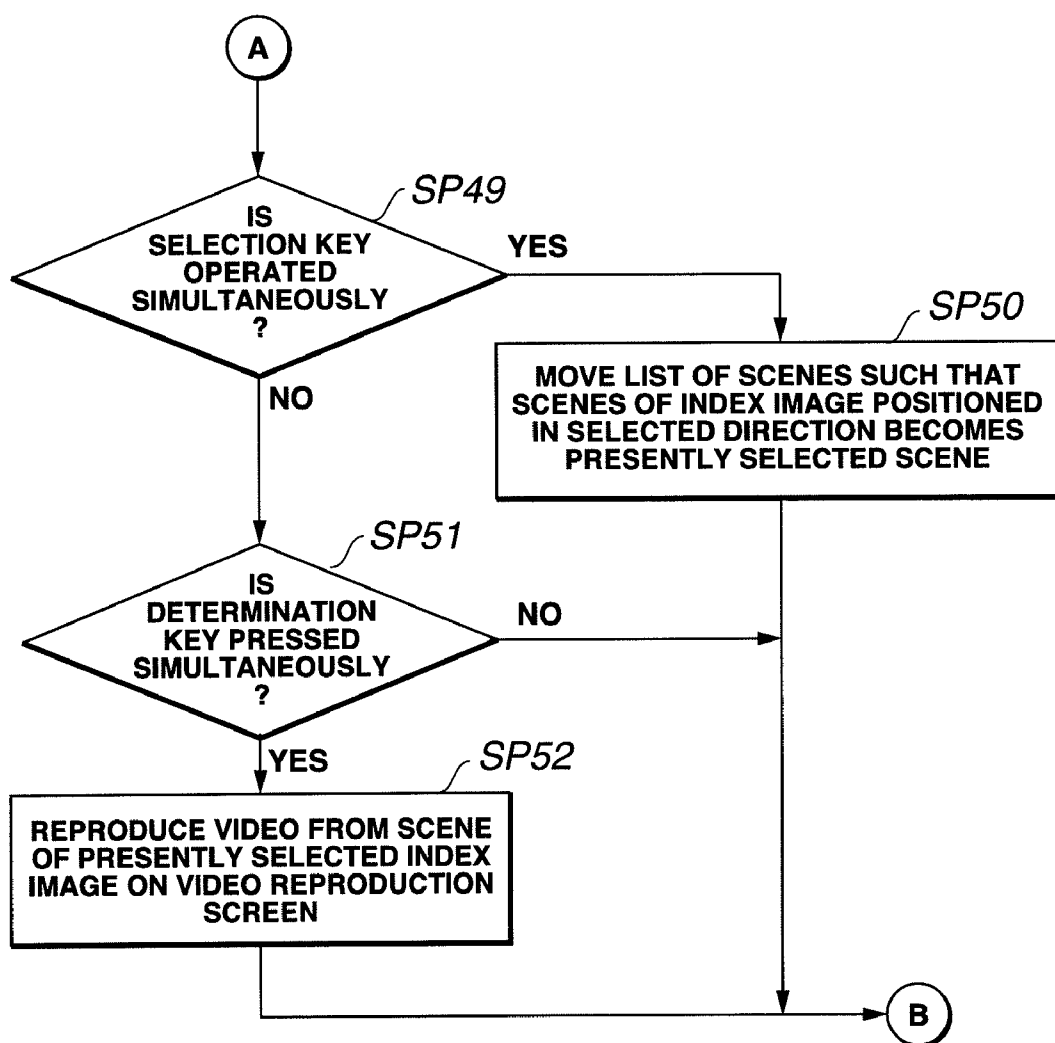 A
SP49
IS
SELECTION KEY
OPERATED
SIMULTANEOUSLY
?
YES
SP50
MOVE LIST OF SCENES SUCH THAT
SCENES OF INDEX IMAGE POSITIONED
IN SELECTED DIRECTION BECOMES
PRESENTLY SELECTED SCENE
NO
SP51
IS
DETERMINATION
KEY PRESSED
SIMULTANEOUSLY
?
NO
YES
SP52
REPRODUCE VIDEO FROM SCENE
OF PRESENTLY SELECTED INDEX
IMAGE ON VIDEO REPRODUCTION
SCREEN
B